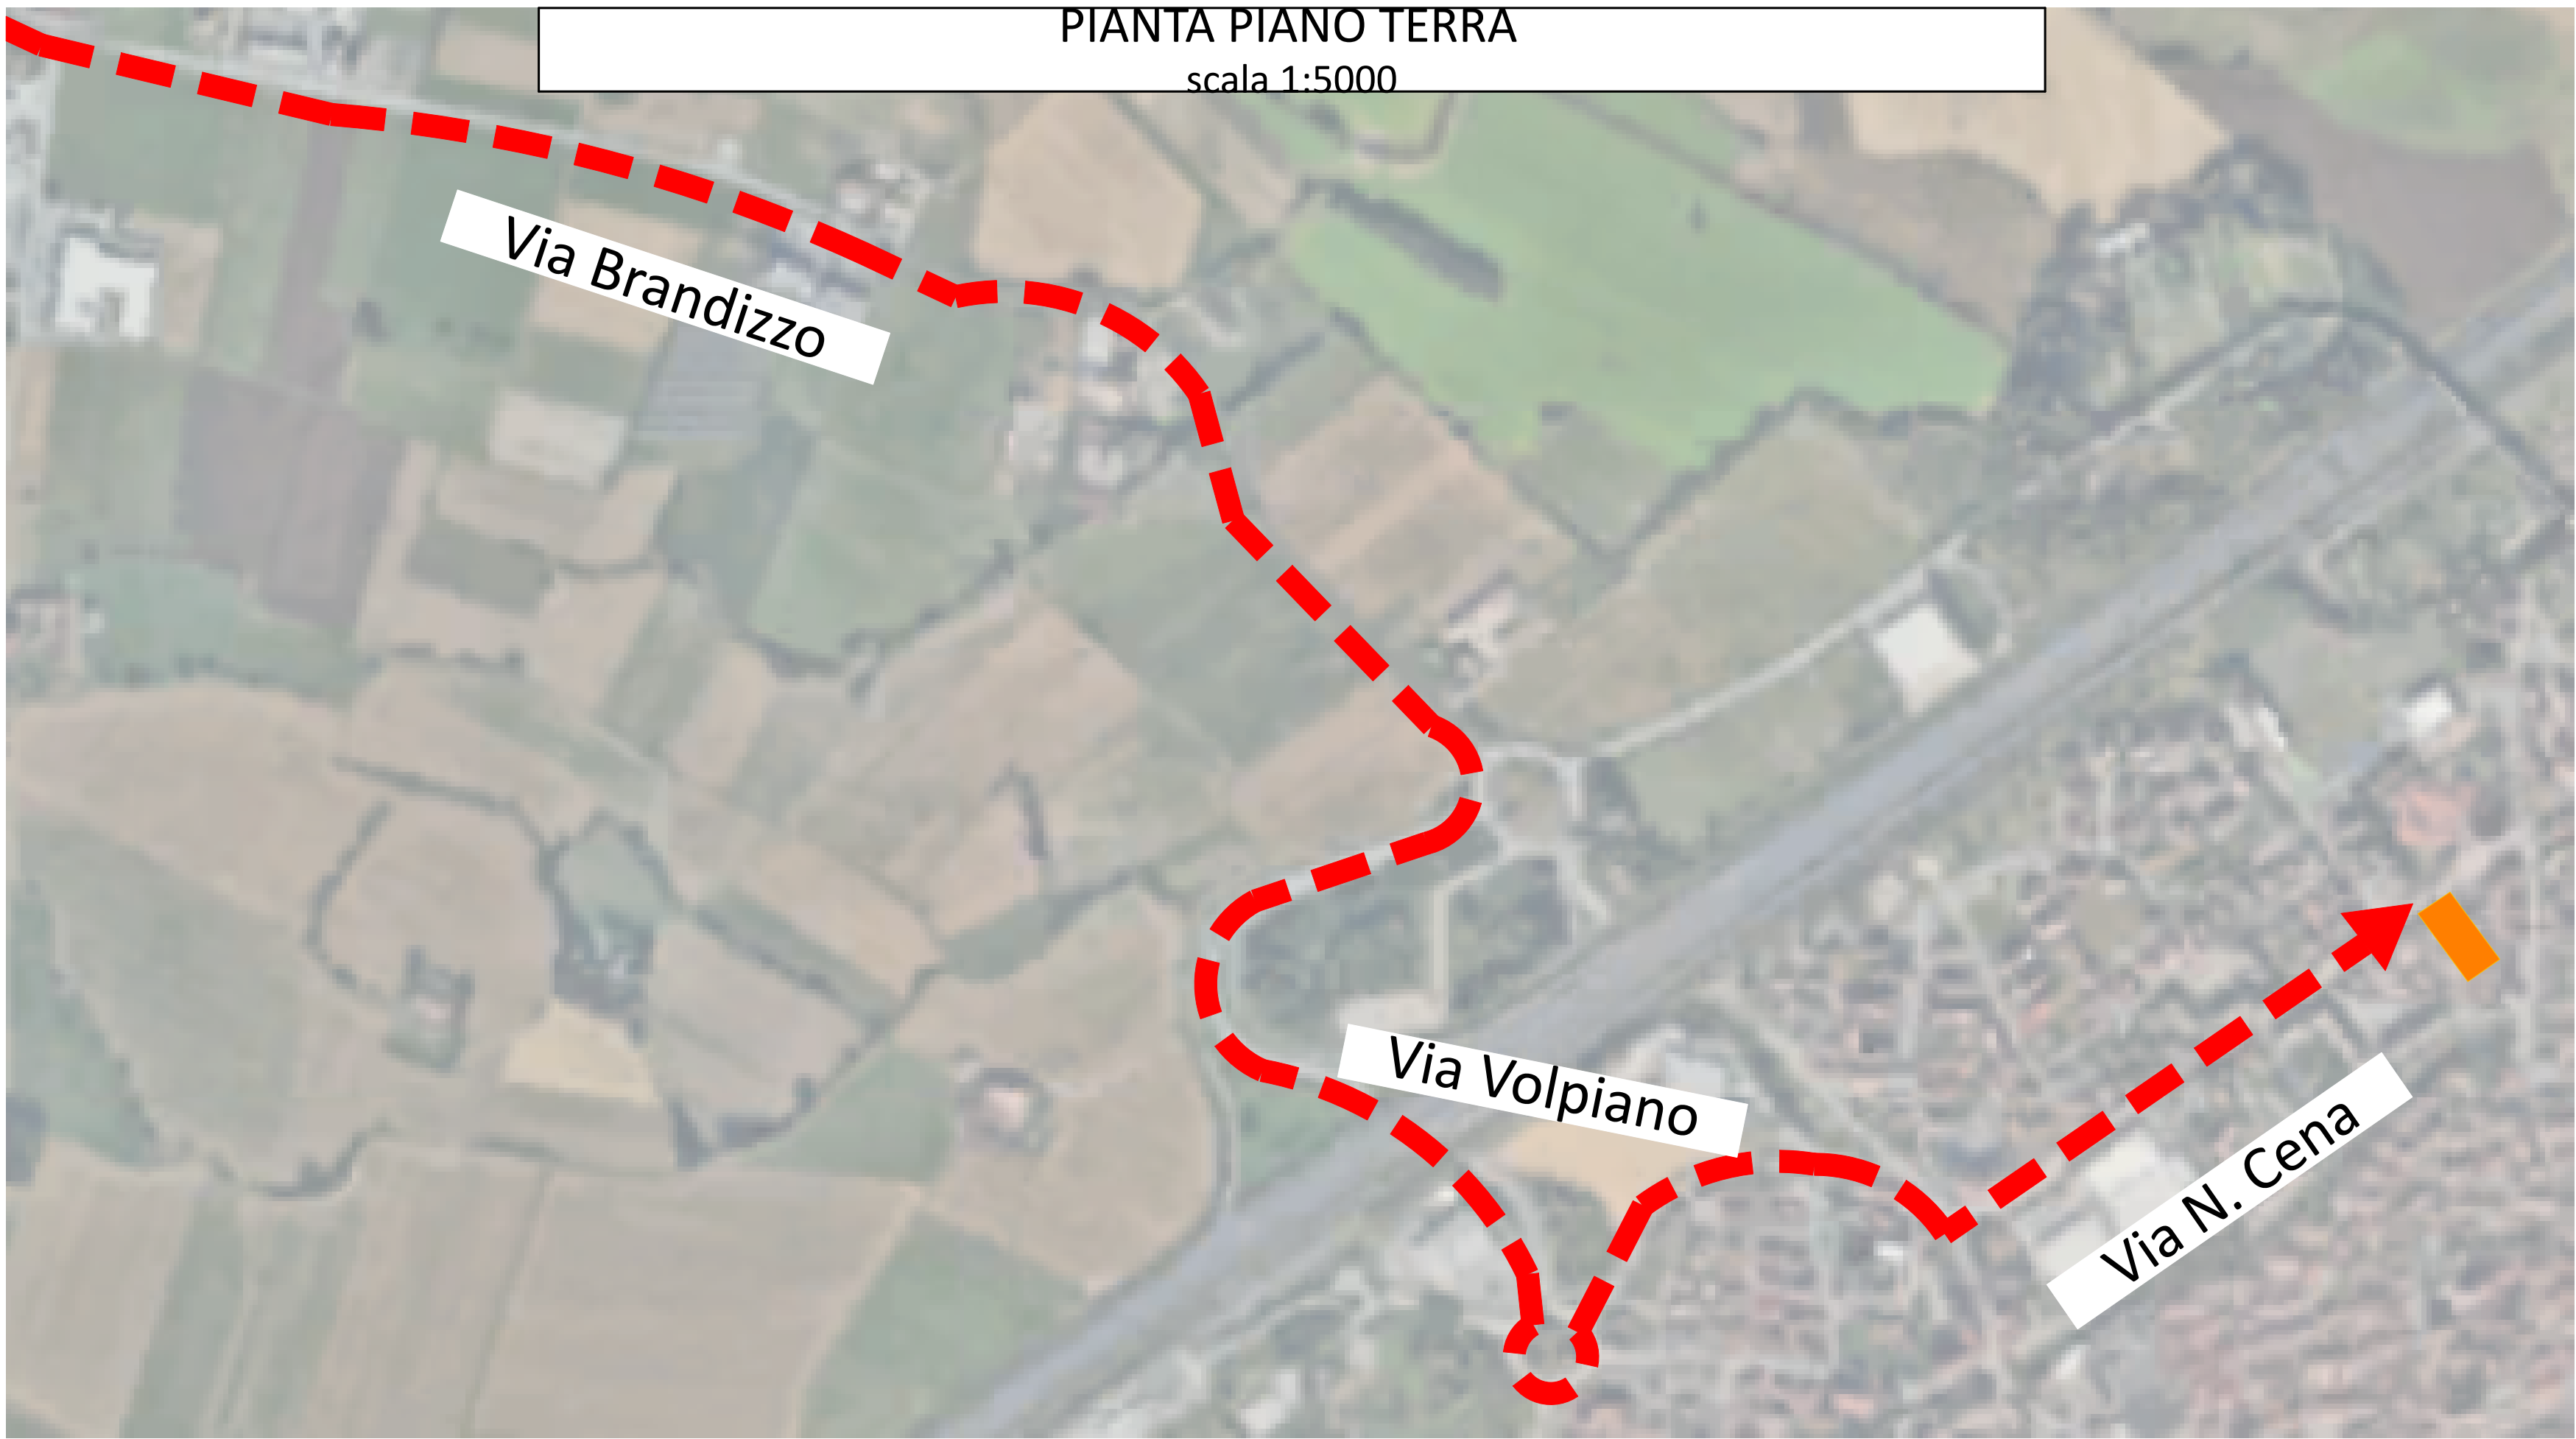 PIANTA PIANO TERRA
scala 1:5000
Via Brandizzo
Via Volpiano
Via N. Cena